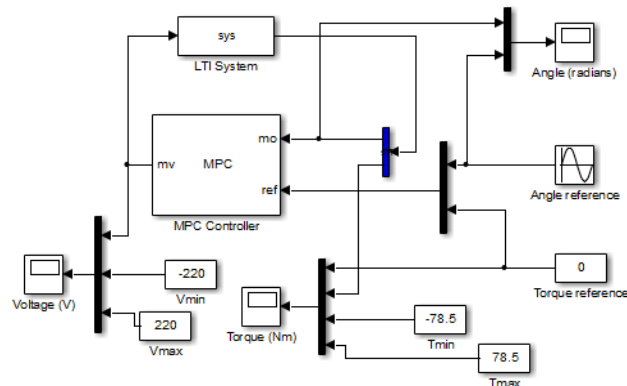 sys
LTI System
Angle (radians)
mo
MPC
mv
ref
MPC Controller
Angle reference
-220
Vmin
Voltage (V)
220
Vmax
0
Torque reference
Torque (Nm)
-78.5
Tmin
78.5
Tmax